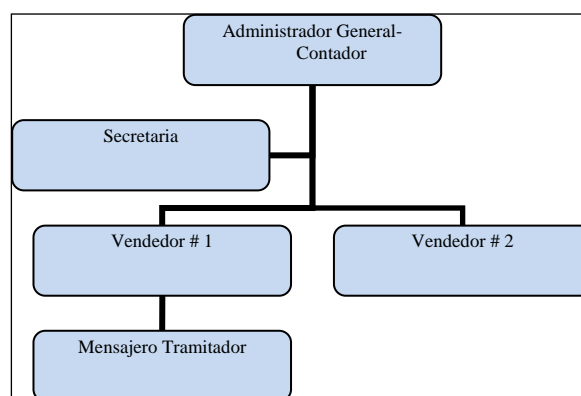 Administrador General-
Contador
Secretaria
Vendedor # 1
Vendedor # 2
Mensajero Tramitador